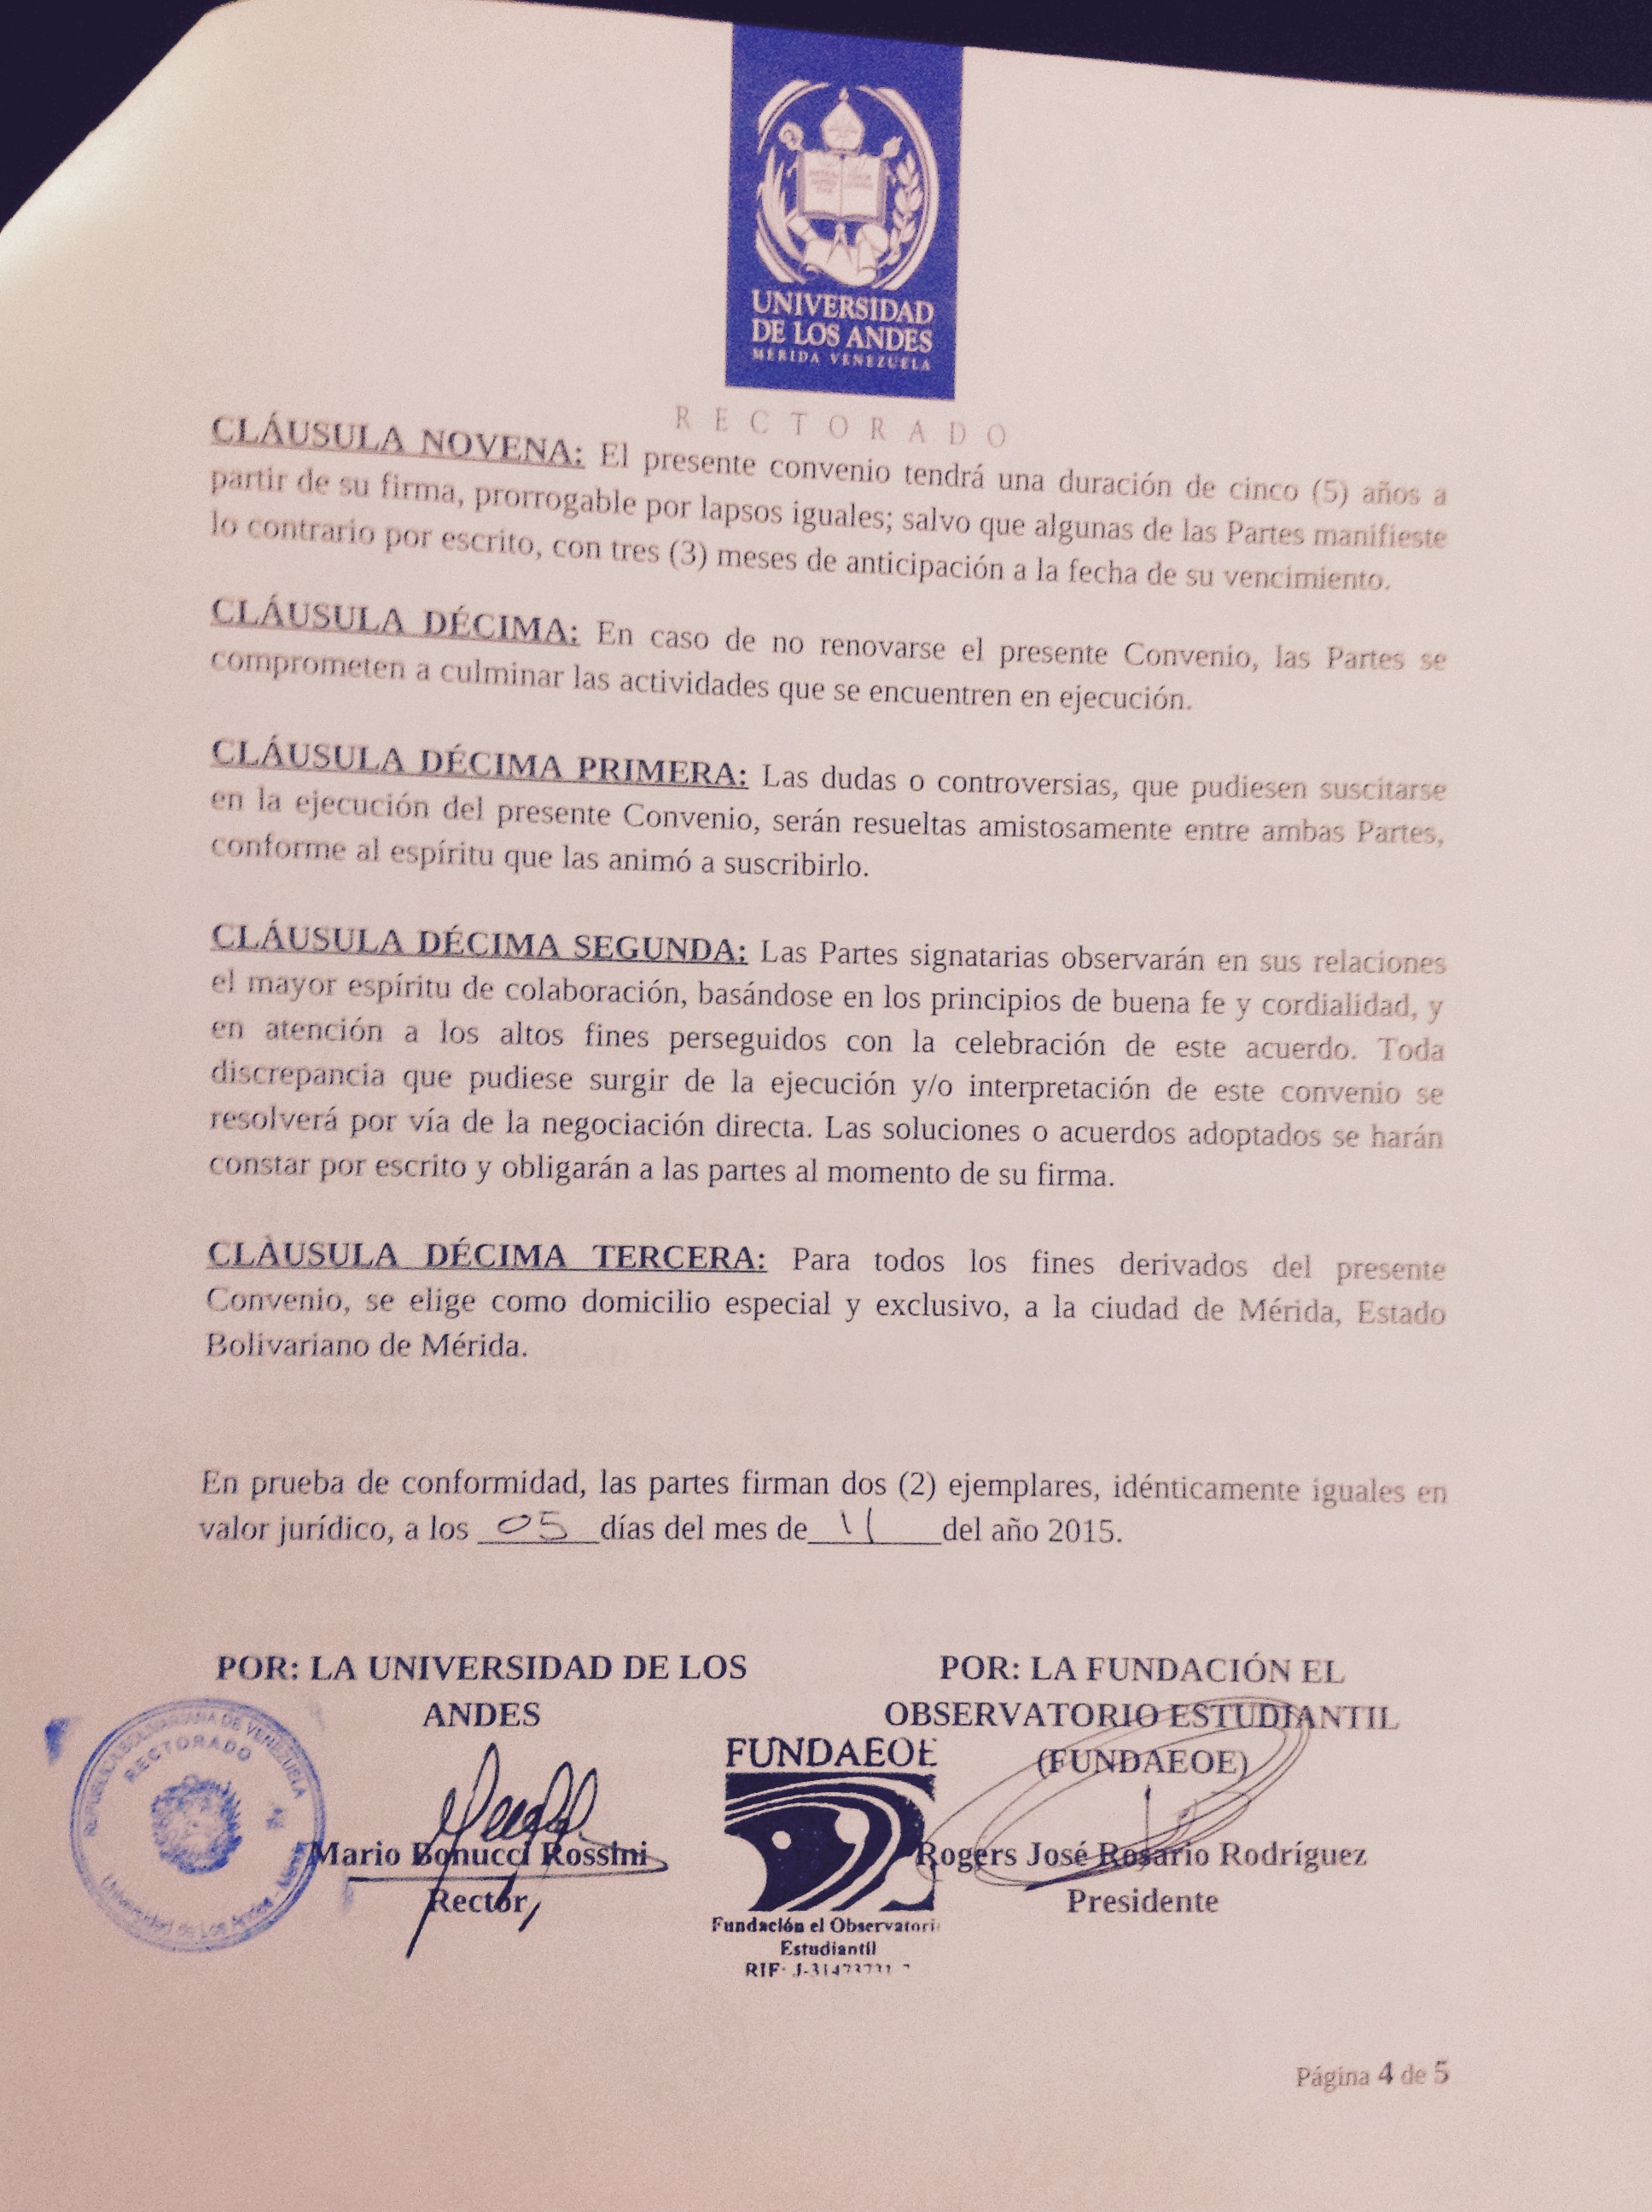 UNIVERSIDAD
DE LOS ANDES
MÉRIDA VENEZUELA
RECTORADO
CLÁUSULA NOVENA: El presente convenio tendrá una duración de cinco (5) años a
partir de su firma, prorrogable por lapsos iguales; salvo que algunas de las Partes manifieste
lo contrario por escrito, con tres (3) meses de anticipación a la fecha de su vencimiento.
CLÁUSULA DÉCIMA: En caso de no renovarse el presente Convenio, las Partes se
comprometen a culminar las actividades que se encuentren en ejecución.
CLÁUSULA DÉCIMA PRIMERA: Las dudas o controversias, que pudiesen suscitarse
en la ejecución del presente Convenio, serán resueltas amistosamente entre ambas Partes,
conforme al espíritu que las animó a suscribirlo.
CLÁUSULA DÉCIMA SEGUNDA: Las Partes signatarias observarán en sus relaciones
el mayor espíritu de colaboración, basándose en los principios de buena fe y cordialidad, y
en atención a los altos fines perseguidos con la celebración de este acuerdo. Toda
discrepancia que pudiese surgir de la ejecución y/o interpretación de este convenio se
resolverá por vía de la negociación directa. Las soluciones o acuerdos adoptados se harán
constar por escrito y obligarán a las partes al momento de su firma.
CLÀUSULA DÉCIMA TERCERA: Para todos los fines derivados del presente
Convenio, se elige como domicilio especial y exclusivo, a la ciudad de Mérida, Estado
Bolivariano de Mérida.
En prueba de conformidad, las partes firman dos (2) ejemplares, idénticamente iguales en
valor jurídico, a los 05 días del mes de 11 del año 2015.
POR: LA UNIVERSIDAD DE LOS
ANDES
Mario Bonucci Rossini
Rector
REPUBLICA BOLIVARIANA DE VENEZUELA
RECTORADO
Universidad de Los Andes
FUNDAEOE
Fundación el Observatori
Estudiantil
RIF:
POR: LA FUNDACIÓN EL
OBSERVATORIO ESTUDIANTIL
(FUNDAEOE)
Rogers José Rosario Rodríguez
Presidente
Página 4 de 5